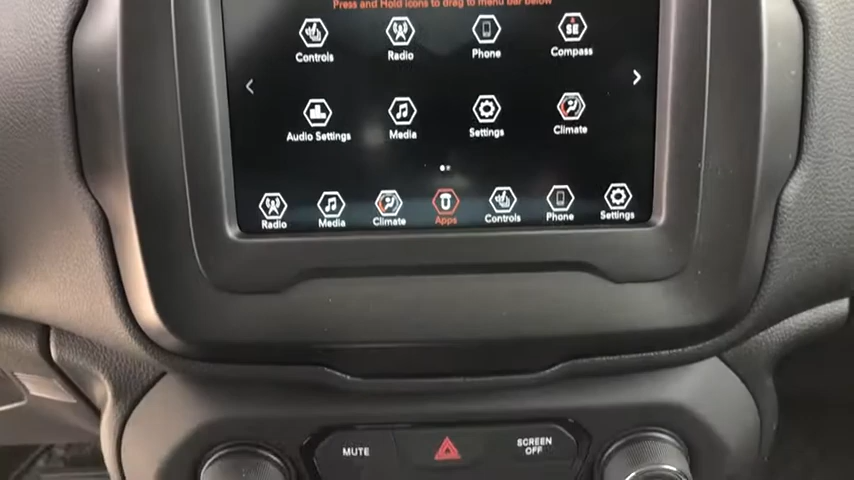 Press and Hold icons to drag to menu bar below
Controls Radio Phone SE Compass
Audio Settings Media Settings Climate
Radio Media Climate Apps Controls Phone Settings
MUTE SCREEN
OFF